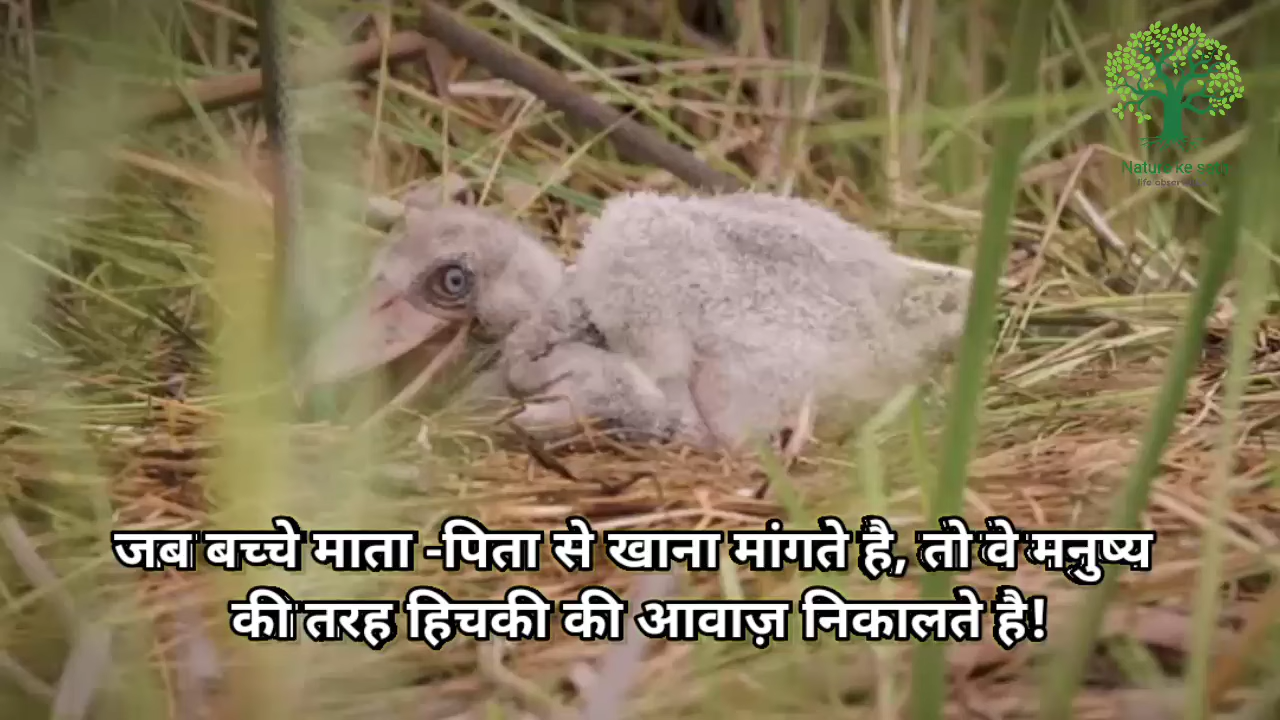 Nature ke sath
जब बच्चे माता -पिता से खाना मांगते है, तो वे मनुष्य
की तरह हिचकी की आवाज़ निकालते है!